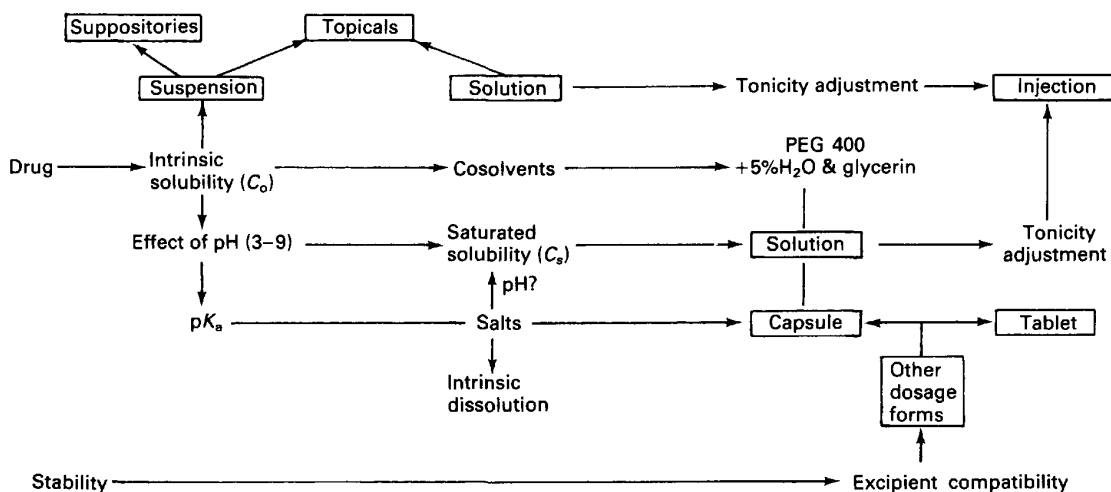 Suppositories
Topicals
Suspension
Solution
Tonicity adjustment
Injection
Drug
Intrinsic
solubility (Cₒ)
Cosolvents
PEG 400
+5%H₂O & glycerin
Effect of pH (3–9)
Saturated
solubility (Cₛ)
Solution
Tonicity
adjustment
pH?
pKₐ
Salts
Capsule
Tablet
Intrinsic
dissolution
Other
dosage
forms
Stability
Excipient compatibility